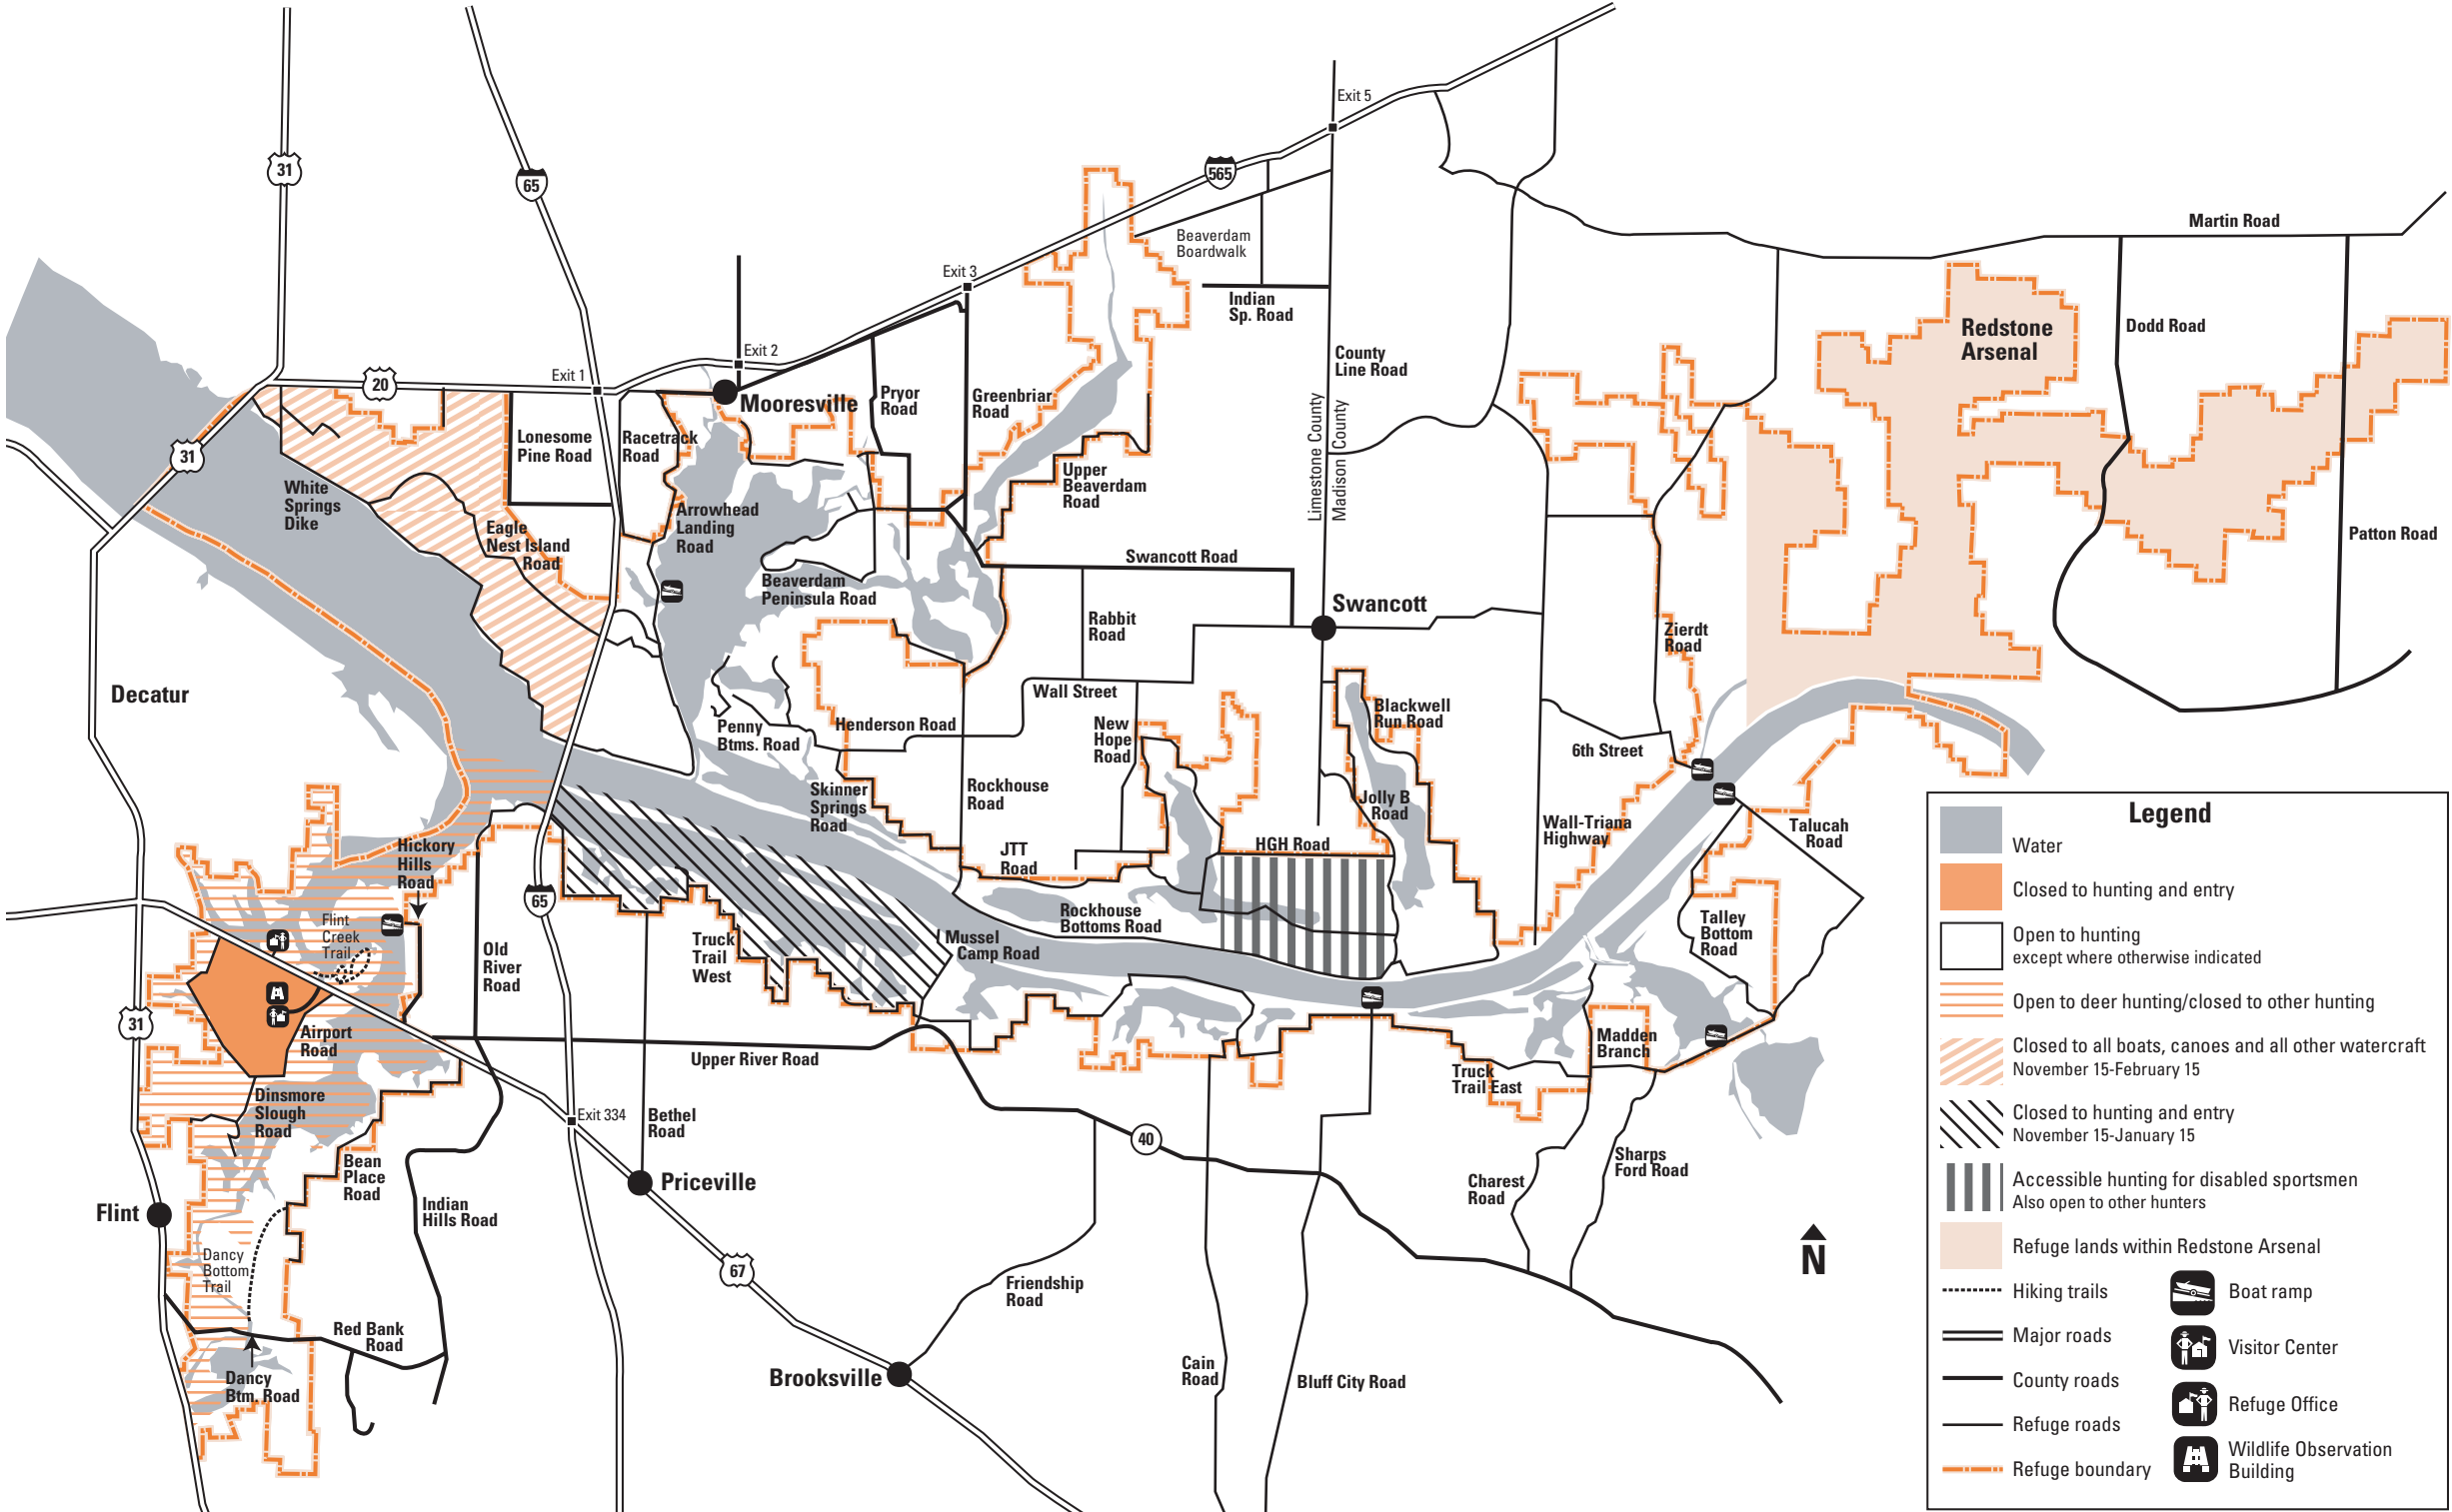 Exit 5
31
65
565
Martin Road
Beaverdam
Boardwalk
Exit 3
Indian
Sp. Road
Redstone
Arsenal
Dodd Road
Exit 2
County
Line Road
Exit 1
20
Pryor
Road
Greenbriar
Road
Mooresville
Limestone County
Madison County
Lonesome
Pine Road
Racetrack
Road
31
Upper
Beaverdam
Road
White
Springs
Dike
Arrowhead
Landing
Road
Eagle
Nest Island
Road
Patton Road
Swancott Road
Beaverdam
Peninsula Road
Swancott
Rabbit
Road
Zierdt
Road
Decatur
Wall Street
Penny
Btms. Road
Henderson Road
New
Hope
Road
Blackwell
Run Road
6th Street
Skinner
Springs
Road
Rockhouse
Road
Jolly B
Road
Wall-Triana
Highway
Talucah
Road
Hickory
Hills
Road
JTT
Road
HGH Road
65
Flint
Creek
Trail
Old
River
Road
Truck
Trail
West
Mussel
Camp Road
Rockhouse
Bottoms Road
Talley
Bottom
Road
31
Airport
Road
Upper River Road
Madden
Branch
Truck
Trail East
Dinsmore
Slough
Road
Exit 334
Bethel
Road
40
Bean
Place
Road
Priceville
Charest
Road
Sharps
Ford Road
Flint
Indian
Hills Road
Dancy
Bottom
Trail
67
Friendship
Road
N
Red Bank
Road
Dancy
Btm. Road
Brooksville
Cain
Road
Bluff City Road
Legend
Water
Closed to hunting and entry
Open to hunting
except where otherwise indicated
Open to deer hunting/closed to other hunting
Closed to all boats, canoes and all other watercraft
November 15-February 15
Closed to hunting and entry
November 15-January 15
Accessible hunting for disabled sportsmen
Also open to other hunters
Refuge lands within Redstone Arsenal
Hiking trails
Boat ramp
Major roads
Visitor Center
County roads
Refuge Office
Refuge roads
Wildlife Observation
Building
Refuge boundary